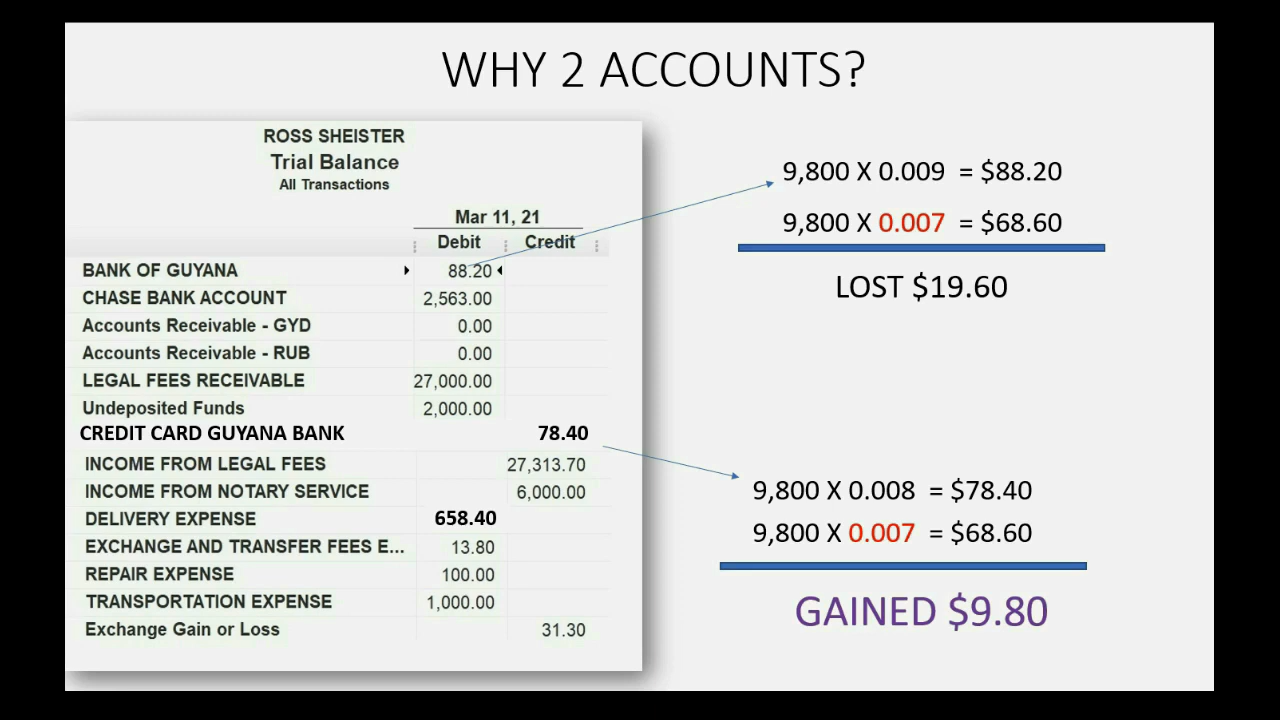 WHY 2 ACCOUNTS?
ROSS SHEISTER
Trial Balance
All Transactions
Mar 11, 21
Debit Credit
BANK OF GUYANA 88.20
CHASE BANK ACCOUNT 2,563.00
Accounts Receivable - GYD 0.00
Accounts Receivable - RUB 0.00
LEGAL FEES RECEIVABLE 27,000.00
Undeposited Funds 2,000.00
CREDIT CARD GUYANA BANK 78.40
INCOME FROM LEGAL FEES 27,313.70
INCOME FROM NOTARY SERVICE 6,000.00
DELIVERY EXPENSE 658.40
EXCHANGE AND TRANSFER FEES E... 13.80
REPAIR EXPENSE 100.00
TRANSPORTATION EXPENSE 1,000.00
Exchange Gain or Loss 31.30
9,800 X 0.009 = $88.20
9,800 X 0.007 = $68.60
LOST $19.60
9,800 X 0.008 = $78.40
9,800 X 0.007 = $68.60
GAINED $9.80